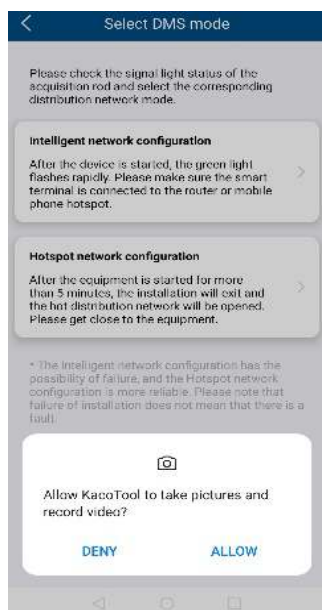 Select DMS mode
Please check the signal light status of the
acquisition rod and select the corresponding
distribution network mode.
Intelligent network configuration
After the device is started, the green light
flashes rapidly. Please make sure the smart
terminal is connected to the router or mobile
phone hotspot.
Hotspot network configuration
After the equipment is started for more
than 5 minutes, the installation will exit and
the hot distribution network will be opened.
Please get close to the equipment.
* The Intelligent network configuration has the
possibility of failure, and the Hotspot network
configuration is more reliable. Please note that
failure of installation does not mean that there is a
fault.
Allow KacoTool to take pictures and
record video?
DENY ALLOW